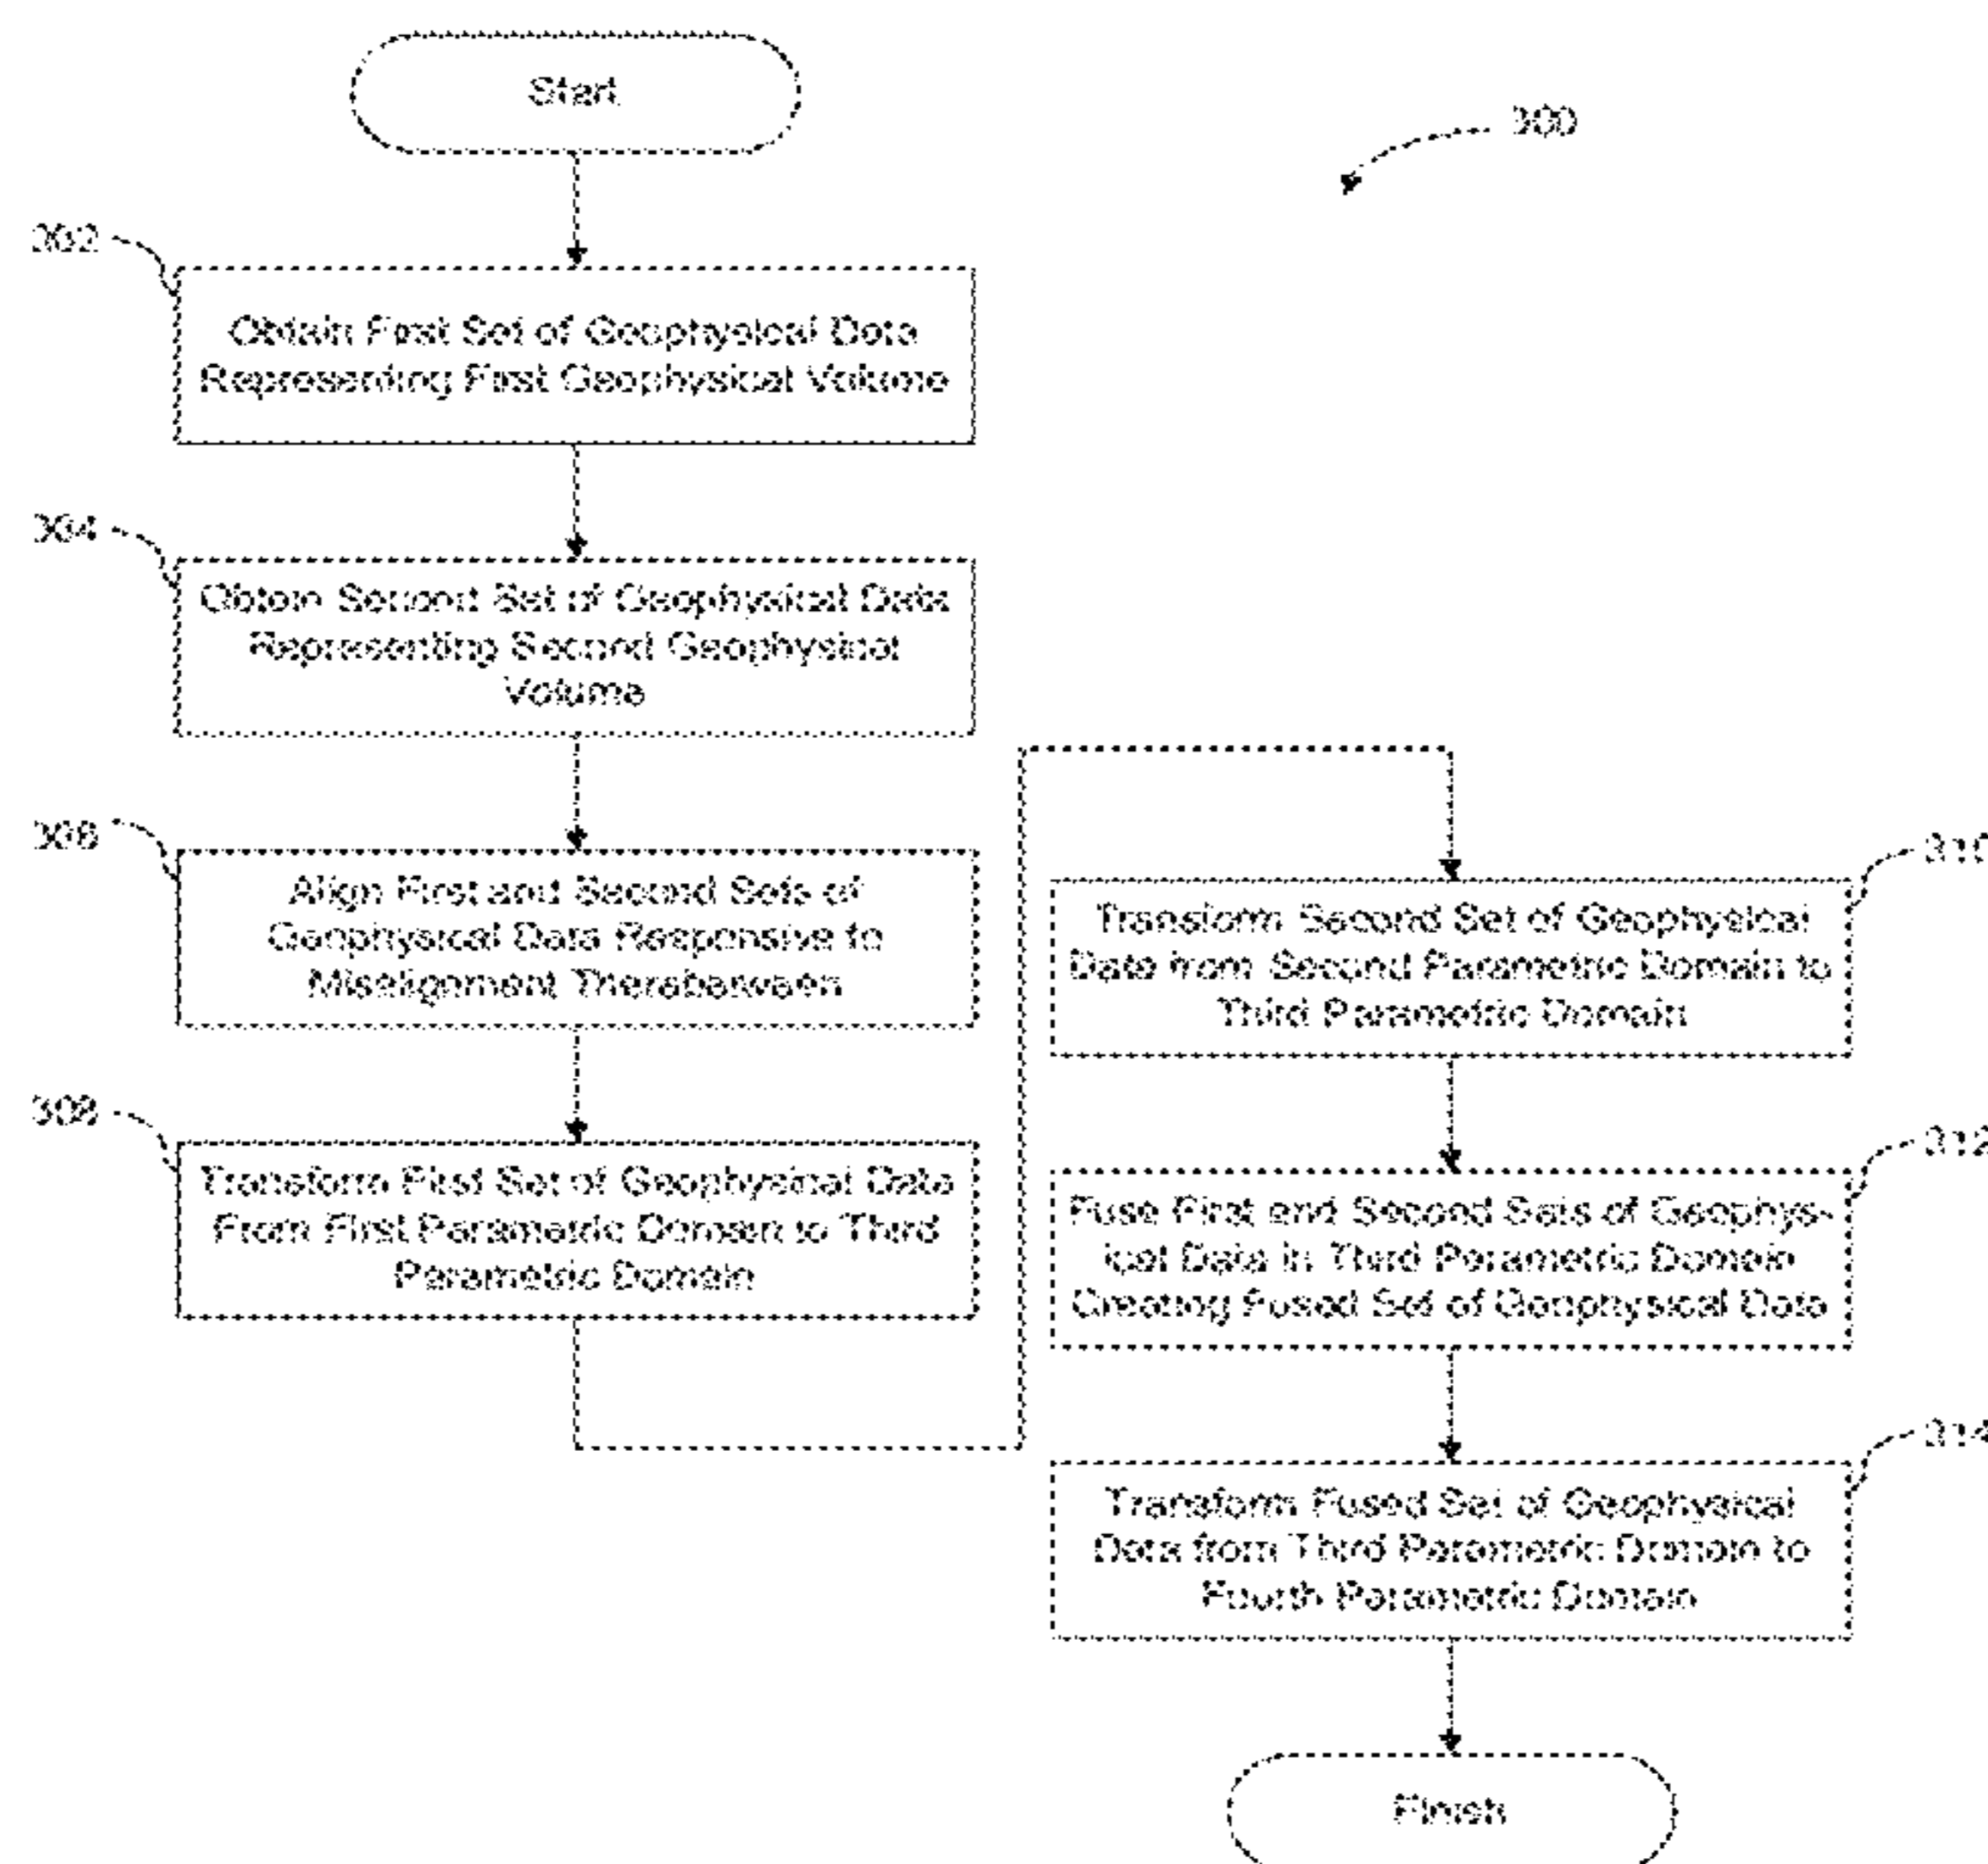 Start
300
302
Obtain First Set of Geophysical Data
Representing First Geophysical Volume
304
Obtain Second Set of Geophysical Data
Representing Second Geophysical
Volume
306
Align First and Second Sets of
Geophysical Data Responsive to
Misalignment Therebetween
308
Transform First Set of Geophysical Data
From First Parametric Domain to Third
Parametric Domain
310
Transform Second Set of Geophysical
Data from Second Parametric Domain to
Third Parametric Domain
312
Fuse First and Second Sets of Geophys-
ical Data in Third Parametric Domain
Creating Fused Set of Geophysical Data
314
Transform Fused Set of Geophysical
Data from Third Parametric Domain to
Fourth Parametric Domain
Finish